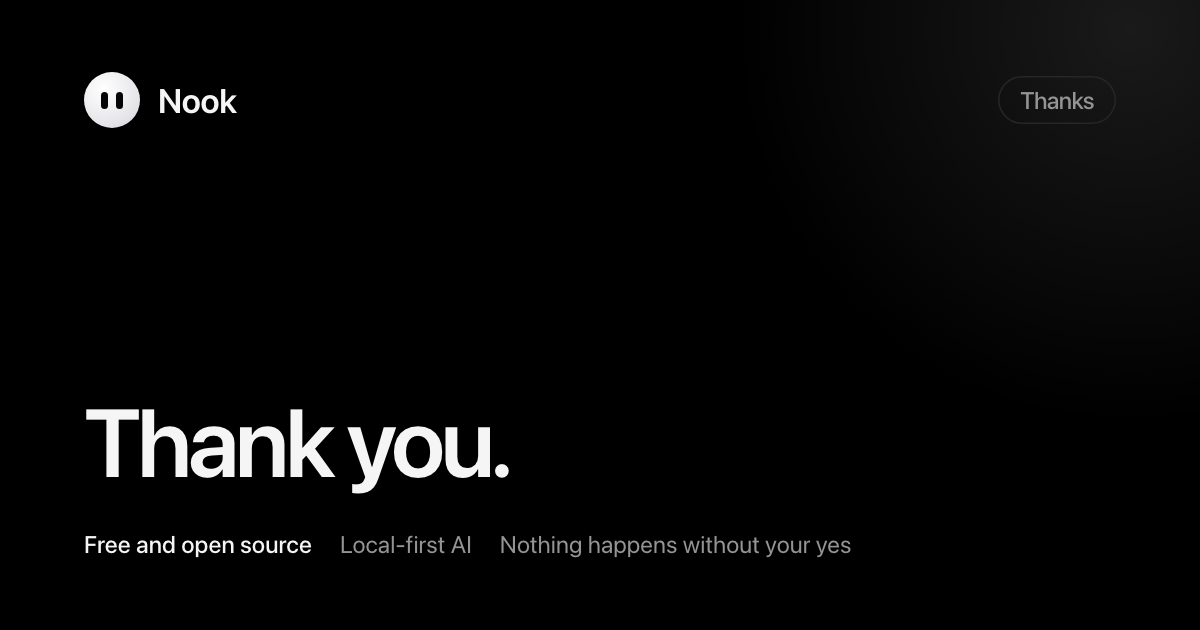 Nook
Thanks
Thank you.
Free and open source Local-first AI Nothing happens without your yes